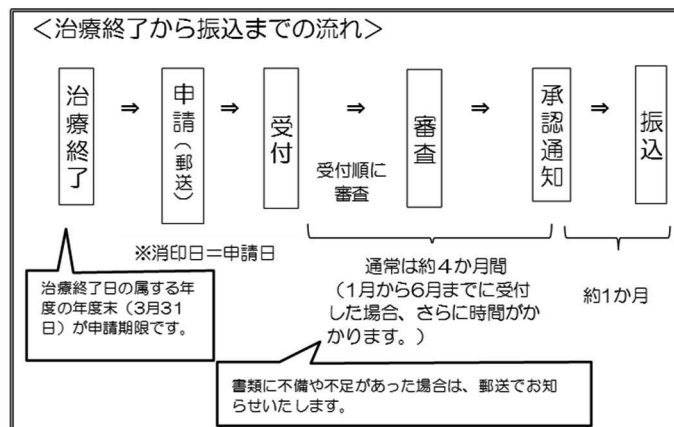 ＜治療終了から振込までの流れ＞
治療終了
⇒
申請（郵送）
⇒
受付
⇒
受付順に
審査
審査
⇒
承認通知
⇒
振込
※消印日＝申請日
通常は約４か月間
（1月から6月までに受付
した場合、さらに時間がか
かります。）
約1か月
治療終了日の属する年
度の年度末（3月31
日）が申請期限です。
書類に不備や不足があった場合は、郵送でお知
らせいたします。